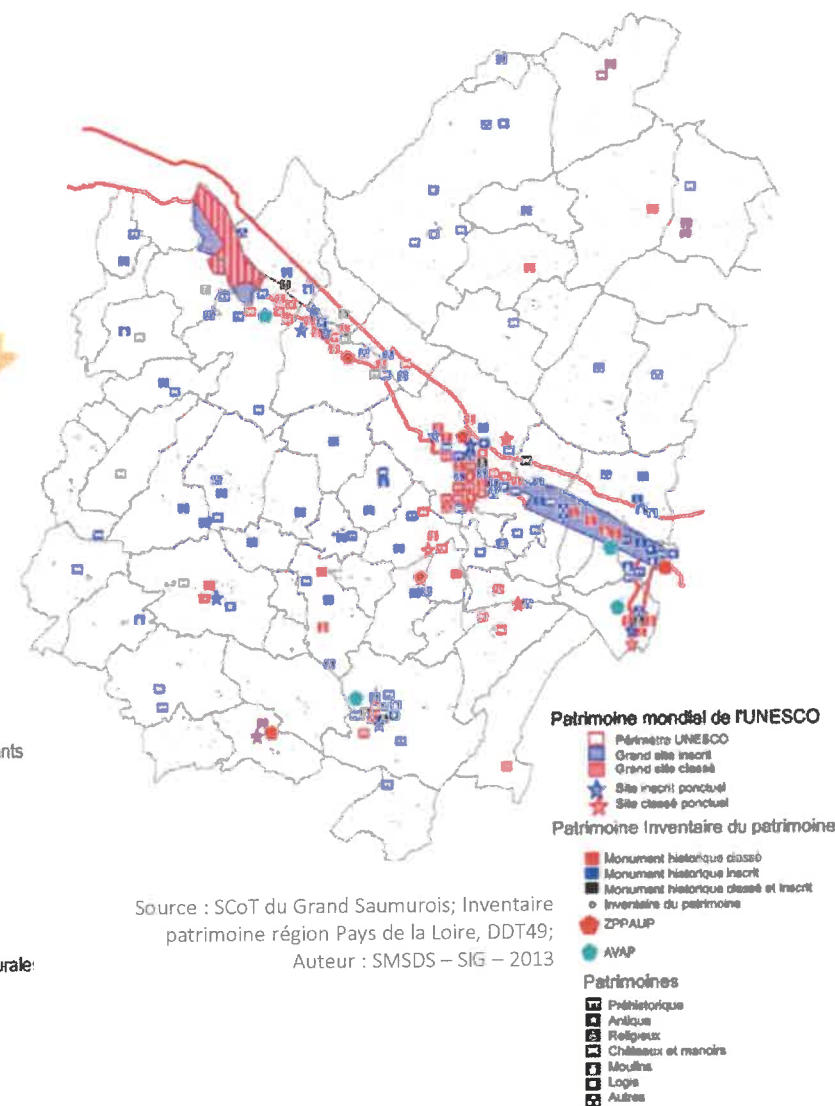 ants
urales
Patrimoine mondial de l'UNESCO
Périmètre UNESCO
Grand site inscrit
Grand site classé
Site inscrit ponctuel
Site classé ponctuel
Patrimoine Inventaire du patrimoine
Monument historique classé
Monument historique inscrit
Monument historique classé et inscrit
Inventaire du patrimoine
ZPPAUP
AVAP
Patrimoines
Préhistorique
Antique
Religieux
Châteaux et manoirs
Moulins
Logis
Autres
Source : SCoT du Grand Saumurois; Inventaire
patrimoine région Pays de la Loire, DDT49;
Auteur : SMSDS – SIG – 2013